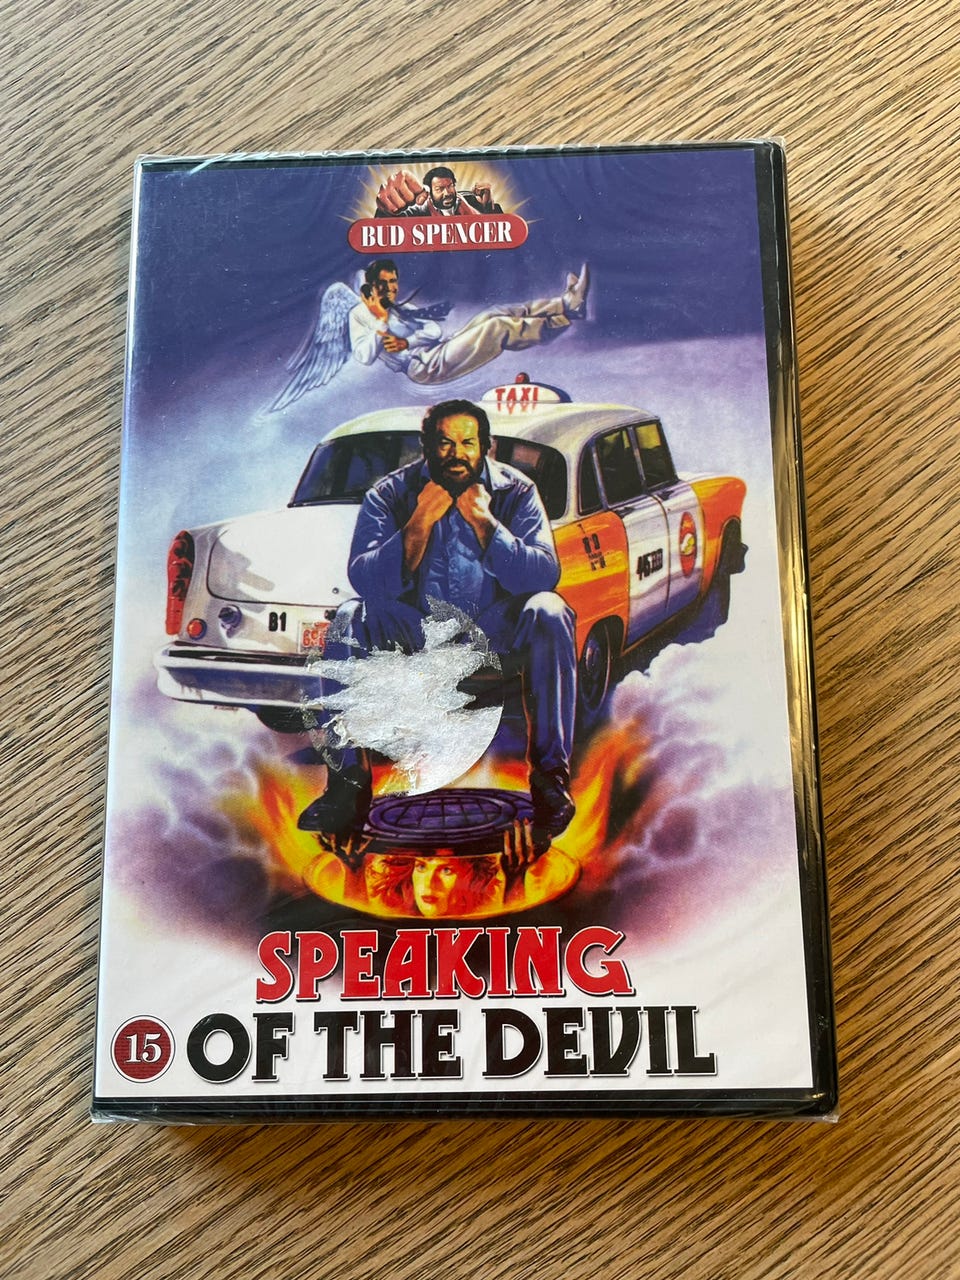 BUD SPENCER
TAXI
B1
SPEAKING
15 OF THE DEVIL